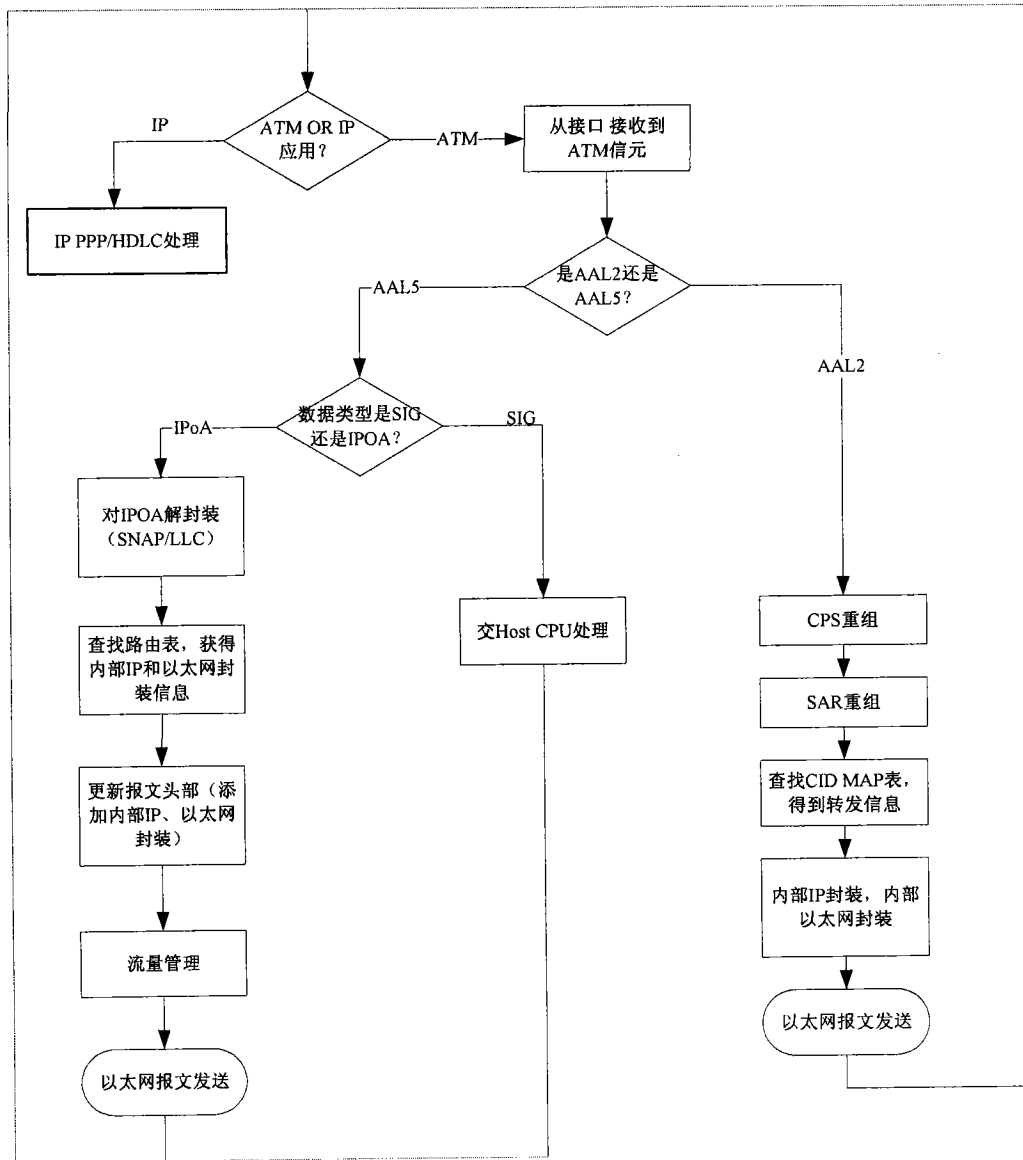 IP
ATM OR IP
应用？
ATM
从接口 接收到
ATM信元
IP PPP/HDLC处理
是AAL2还是
AAL5？
AAL5
AAL2
数据类型是SIG
还是IPOA？
IPoA
SIG
对IPOA解封装
（SNAP/LLC）
查找路由表，获得
内部IP和以太网封
装信息
交Host CPU处理
CPS重组
SAR重组
更新报文头部（添
加内部IP、以太网
封装）
查找CID MAP表，
得到转发信息
内部IP封装，内部
以太网封装
流量管理
以太网报文发送
以太网报文发送